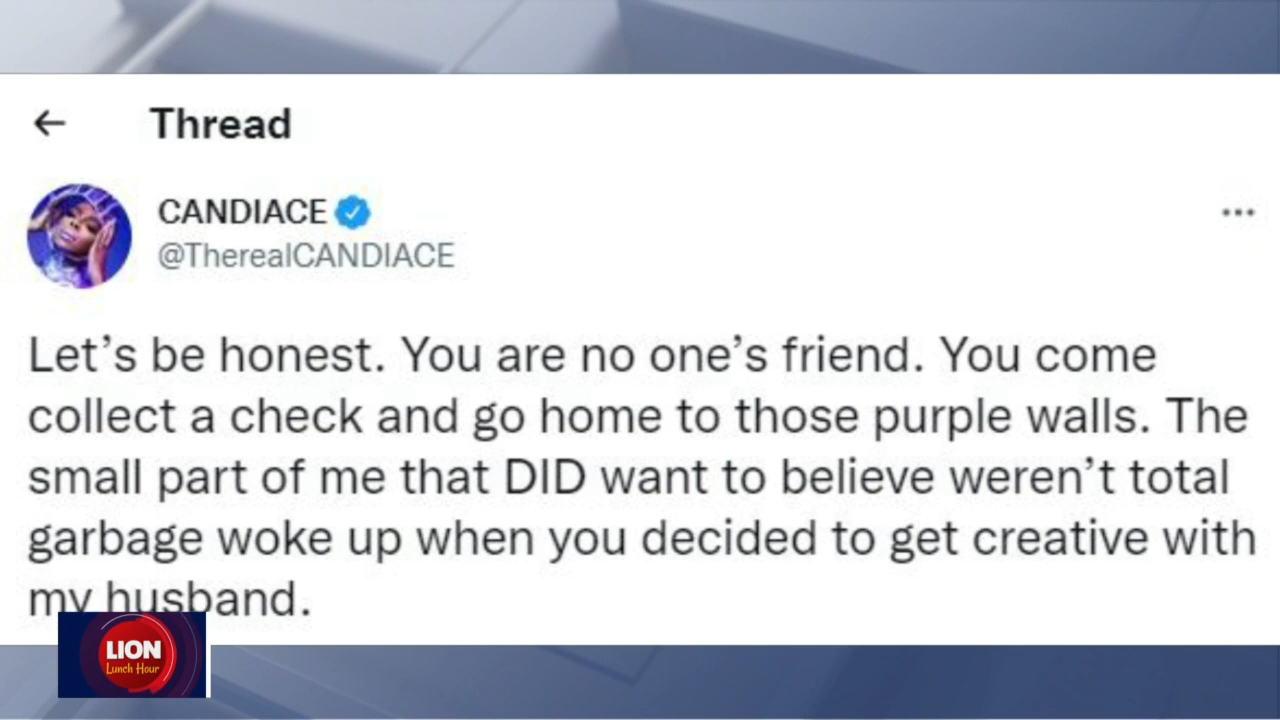 Thread
CANDIACE
@TherealCANDIACE
Let’s be honest. You are no one’s friend. You come
collect a check and go home to those purple walls. The
small part of me that DID want to believe weren’t total
garbage woke up when you decided to get creative with
my husband.
LION
Lunch Hour